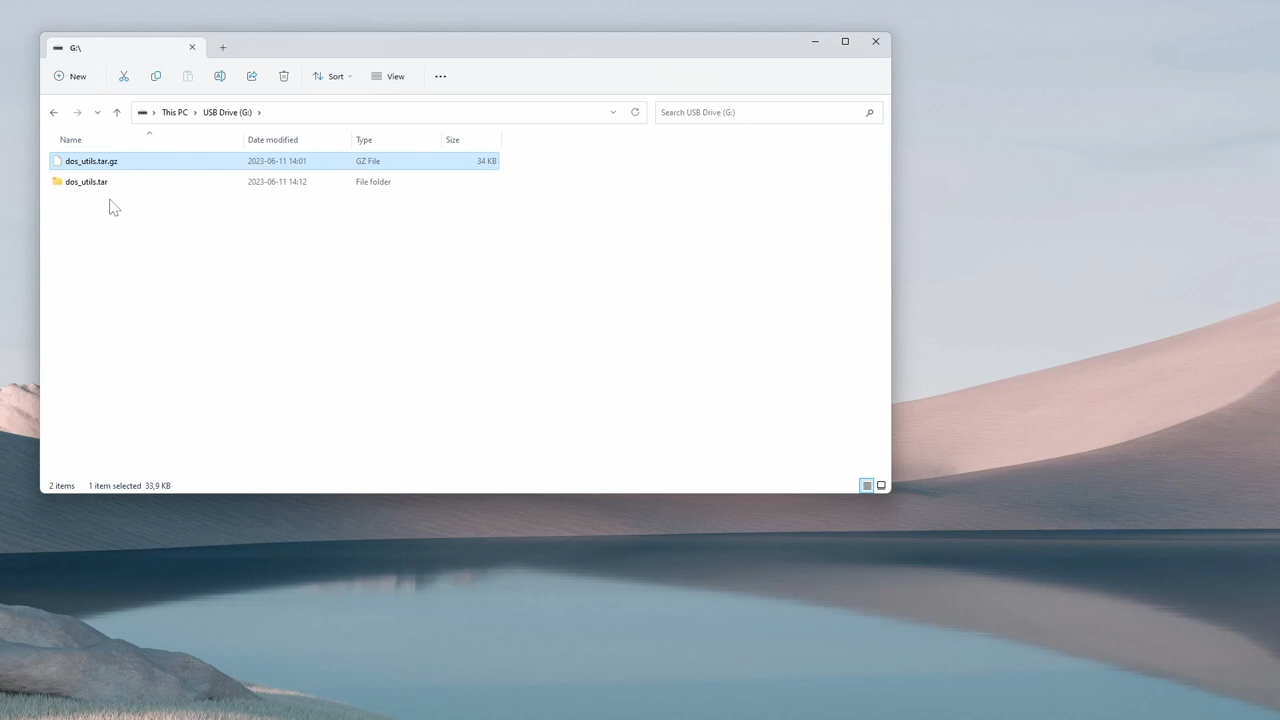 G:\
New
Sort
View
This PC
USB Drive (G:)
Search USB Drive (G:)
Name
Date modified
Type
Size
dos_utils.tar.gz
2023-06-11 14:01
GZ File
34 KB
dos_utils.tar
2023-06-11 14:12
File folder
2 items
1 item selected 33,9 KB